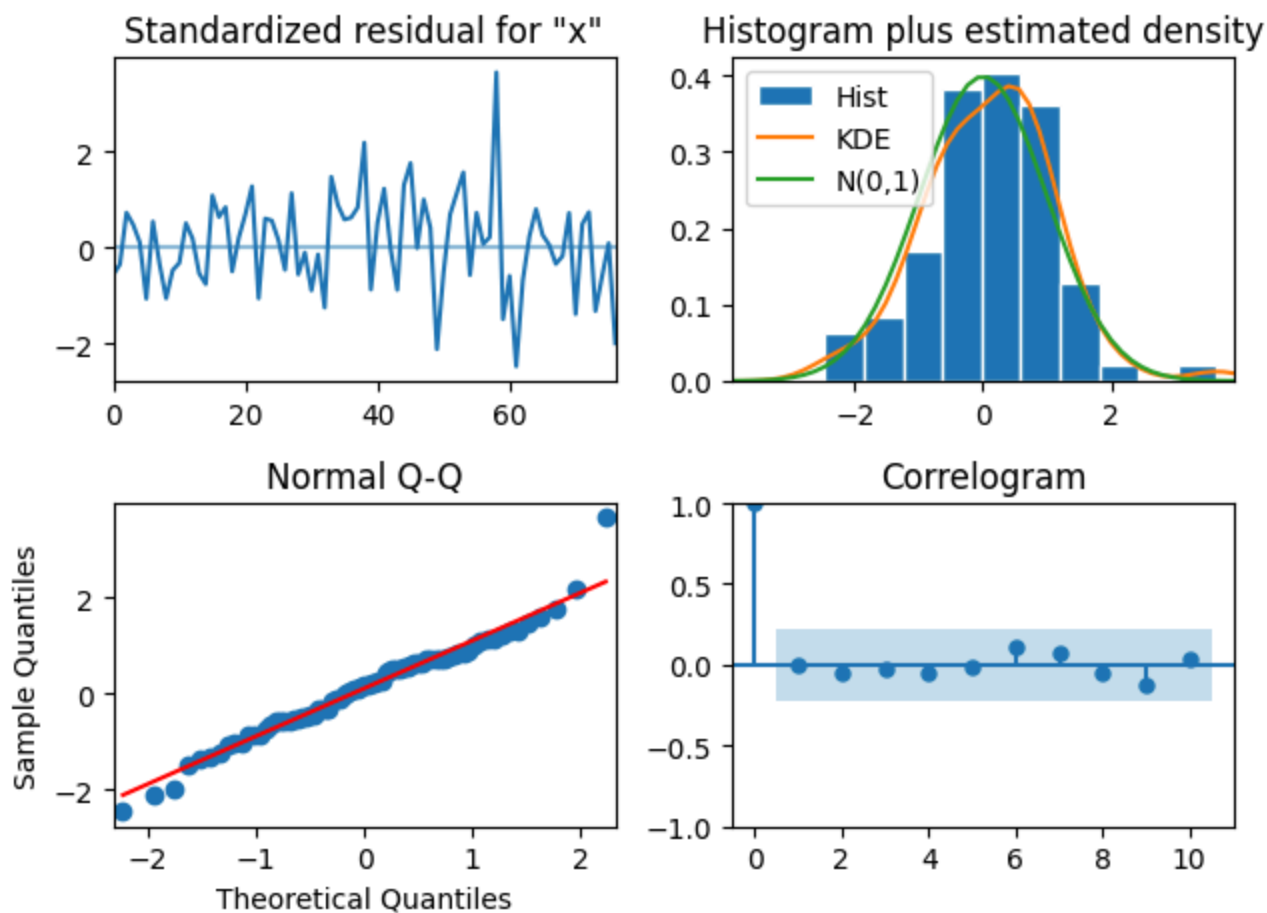 Standardized residual for "x"
2
0
−2
0 20 40 60
Histogram plus estimated density
Hist
KDE
N(0,1)
0.4
0.3
0.2
0.1
0.0
−2 0 2
Normal Q-Q
Sample Quantiles
2
0
−2
−2 −1 0 1 2
Theoretical Quantiles
Correlogram
1.0
0.5
0.0
−0.5
−1.0
0 2 4 6 8 10